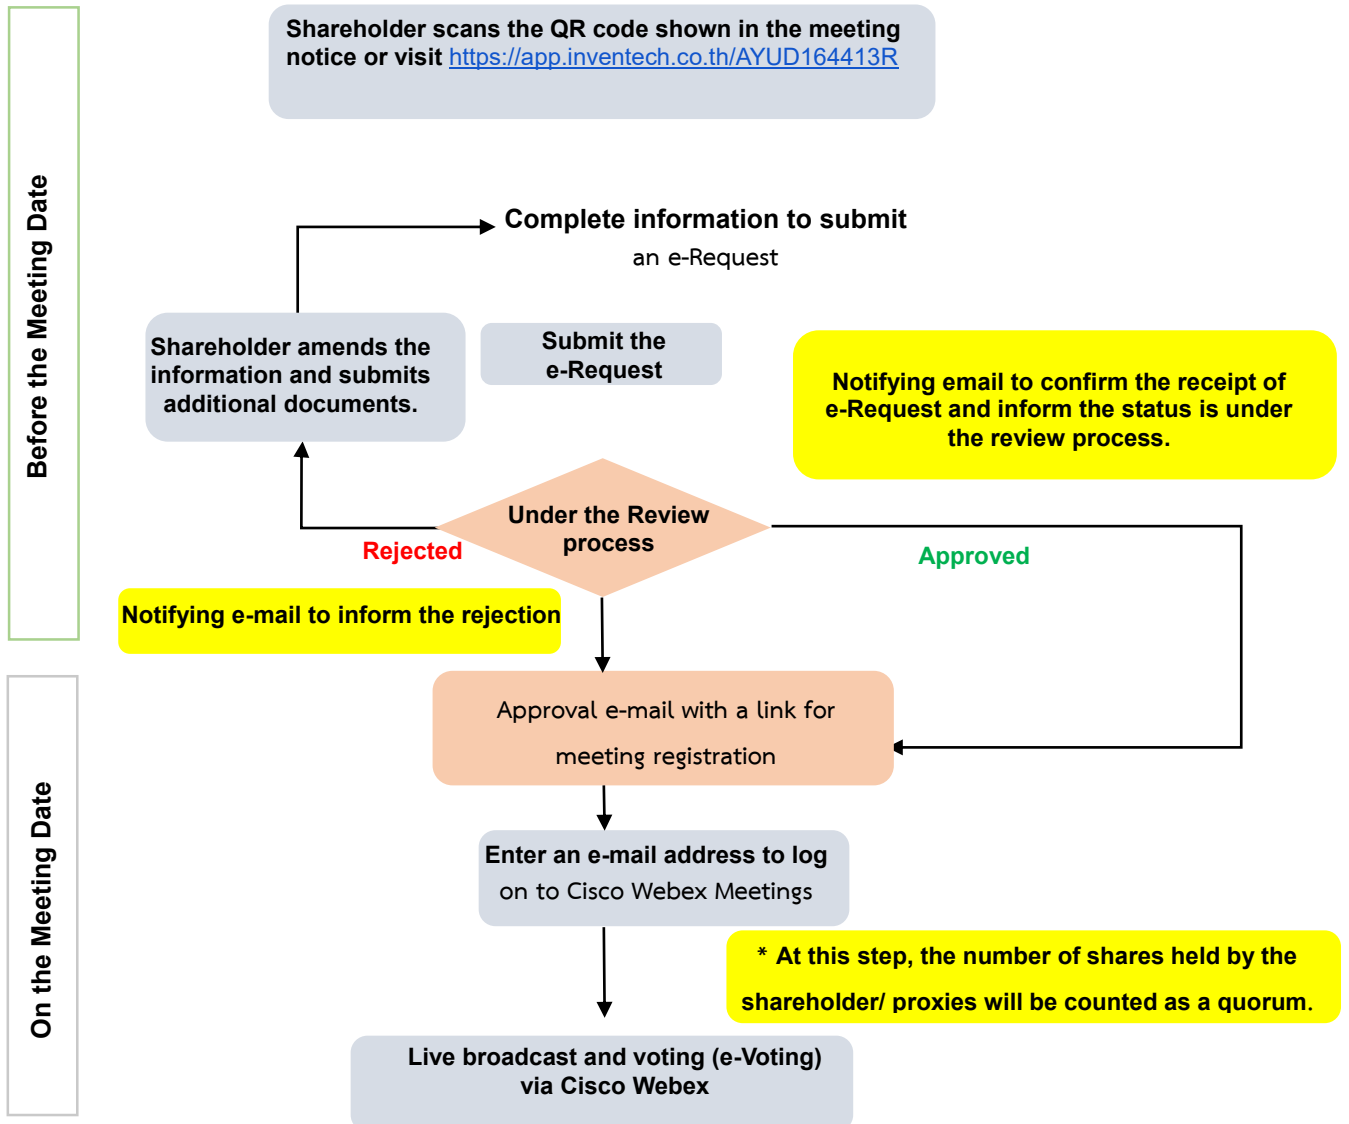 Before the Meeting Date
Shareholder scans the QR code shown in the meeting
notice or visit https://app.inventech.co.th/AYUD164413R
Complete information to submit
an e-Request
Shareholder amends the
information and submits
additional documents.
Submit the
e-Request
Notifying email to confirm the receipt of
e-Request and inform the status is under
the review process.
Under the Review
process
Rejected
Approved
Notifying e-mail to inform the rejection
On the Meeting Date
Approval e-mail with a link for
meeting registration
Enter an e-mail address to log
on to Cisco Webex Meetings
* At this step, the number of shares held by the
shareholder/ proxies will be counted as a quorum.
Live broadcast and voting (e-Voting)
via Cisco Webex